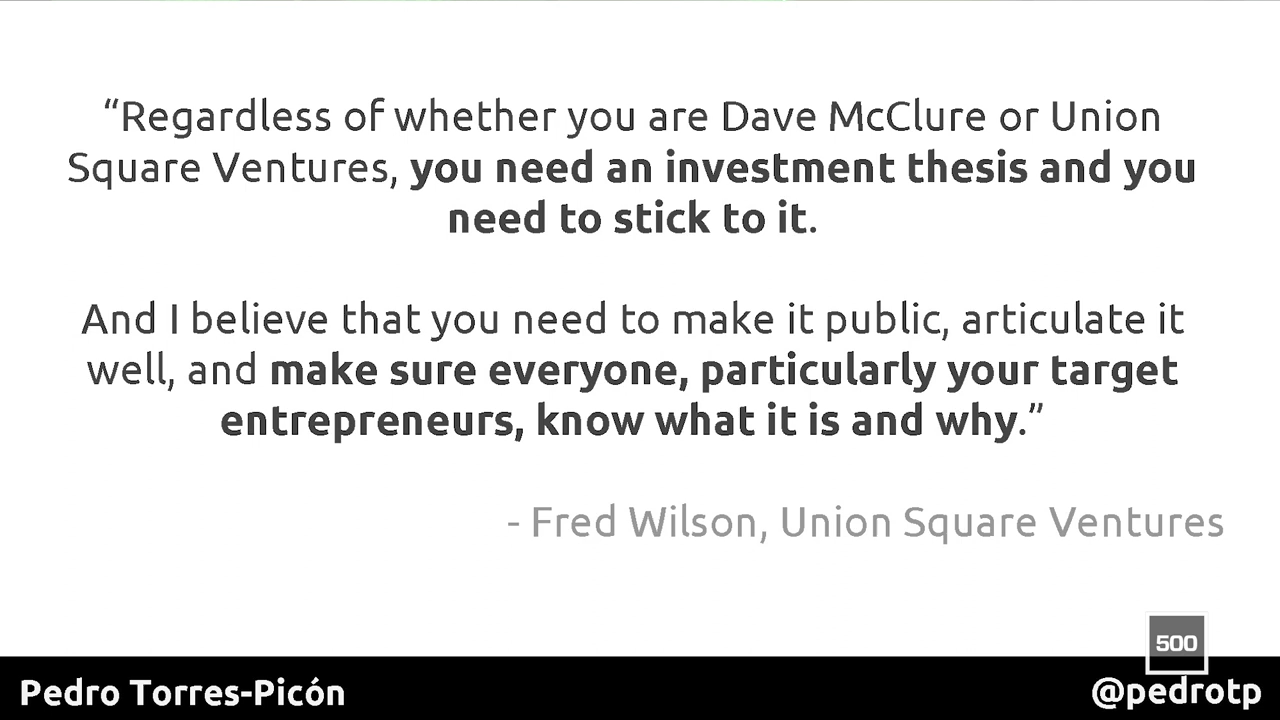 “Regardless of whether you are Dave McClure or Union
Square Ventures, you need an investment thesis and you
need to stick to it.
And I believe that you need to make it public, articulate it
well, and make sure everyone, particularly your target
entrepreneurs, know what it is and why.”
- Fred Wilson, Union Square Ventures
500
Pedro Torres-Picón
@pedrotp